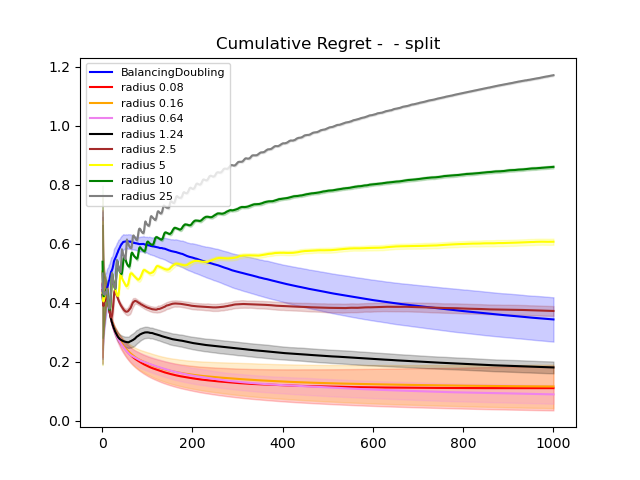 Cumulative Regret -  - split
1.2
1.0
0.8
0.6
0.4
0.2
0.0
BalancingDoubling
radius 0.08
radius 0.16
radius 0.64
radius 1.24
radius 2.5
radius 5
radius 10
radius 25
0 200 400 600 800 1000